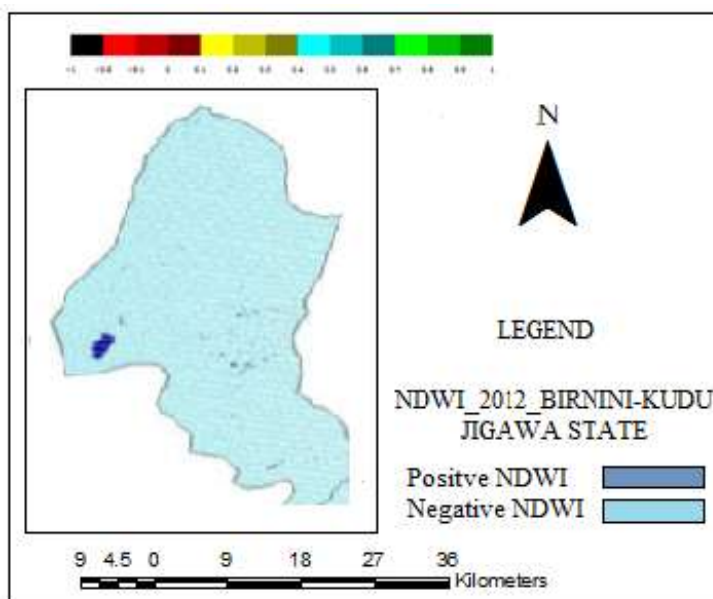 N
LEGEND
NDWI_2012_BIRNINI-KUDU
JIGAWA STATE
Positve NDWI
Negative NDWI
9 4.5 0 9 18 27 36
Kilometers